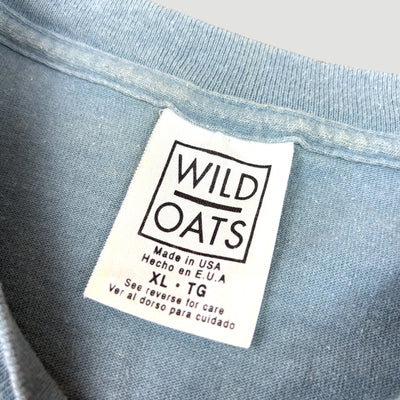 WILD
OATS
Made in USA
Hecho en E.U.A
XL • TG
See reverse for care
Ver al dorso para cuidado